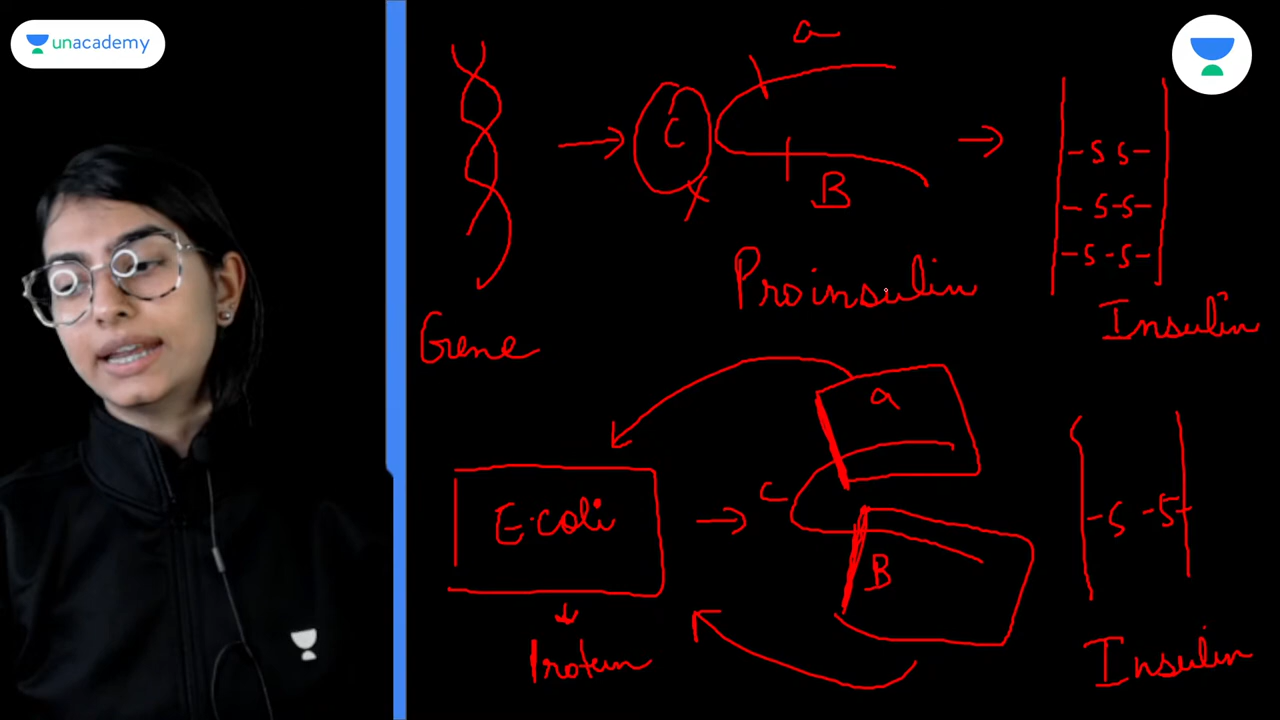 unacademy
a
C
B
-S S-
-S-S-
-S-S-
Proinsulin
Insulin
Gene
a
C
E.coli
B
-S -S-
Protein
Insulin